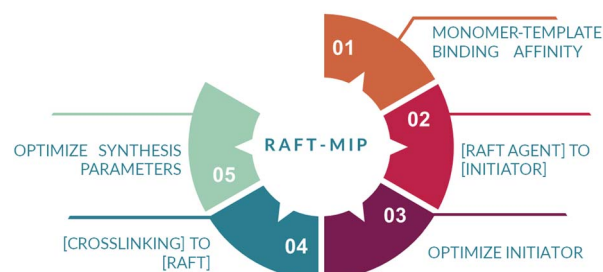 01
MONOMER-TEMPLATE
BINDING AFFINITY
02
[RAFT AGENT] TO
[INITIATOR]
03
OPTIMIZE INITIATOR
04
[CROSSLINKING] TO
[RAFT]
05
OPTIMIZE SYNTHESIS
PARAMETERS
RAFT-MIP